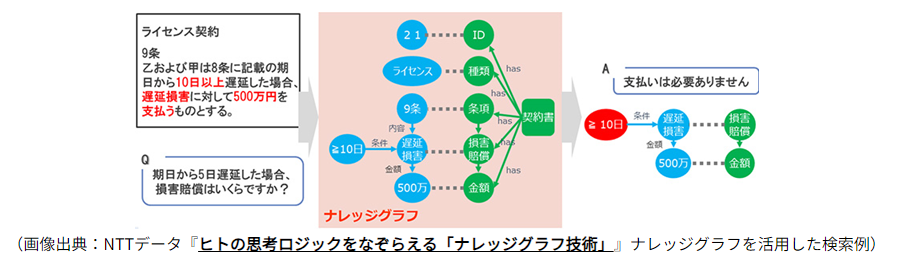 ライセンス契約
9条
乙および甲は8条に記載の期
日から10日以上遅延した場合、
遅延損害に対して500万円を
支払うものとする。
Q
期日から5日遅延した場合、
損害賠償はいくらですか？
２１
ID
has
ライセンス
種類
has
9条
条項
has
契約書
内容
≧10日
条件
遅延
損害
損害
賠償
has
金額
has
500万
金額
ナレッジグラフ
A
支払いは必要ありません
≧ 10日
条件
遅延
損害
損害
賠償
金額
500万
金額
（画像出典：NTTデータ『ヒトの思考ロジックをなぞらえる「ナレッジグラフ技術」』ナレッジグラフを活用した検索例）